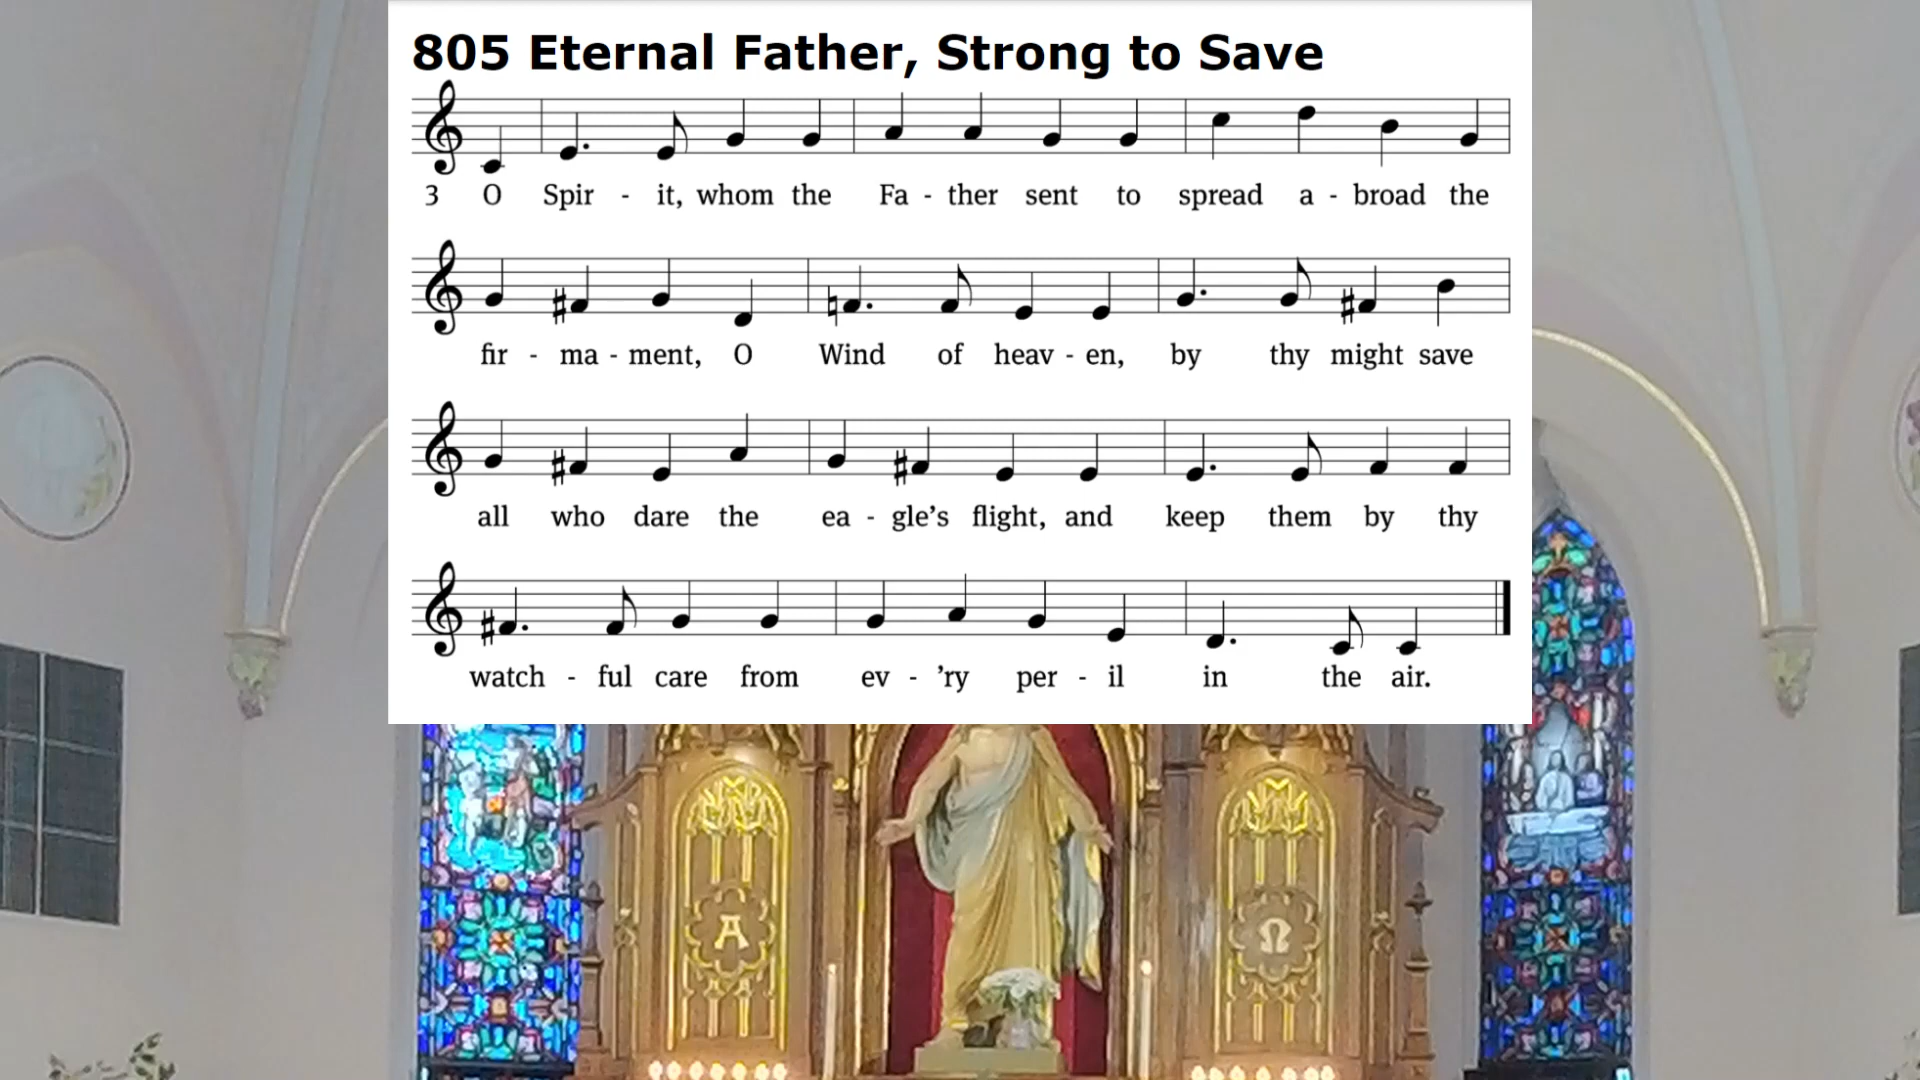 805 Eternal Father, Strong to Save
3 O Spir - it, whom the Fa - ther sent to spread a - broad the
fir - ma - ment, O Wind of heav - en, by thy might save
all who dare the ea - gle’s flight, and keep them by thy
watch - ful care from ev - ’ry per - il in the air.
A Ω